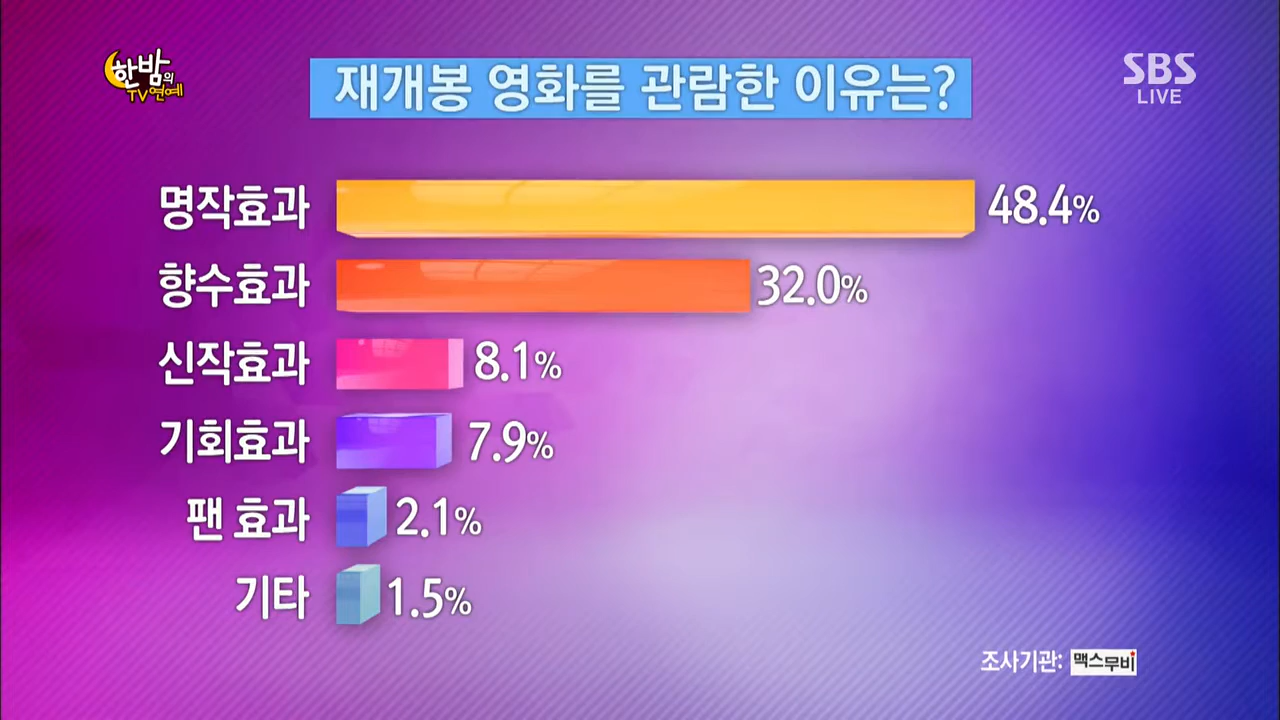 한밤의
TV연예
재개봉 영화를 관람한 이유는?
SBS
LIVE
명작효과 48.4%
향수효과 32.0%
신작효과 8.1%
기회효과 7.9%
팬 효과 2.1%
기타 1.5%
조사기관: 맥스무비